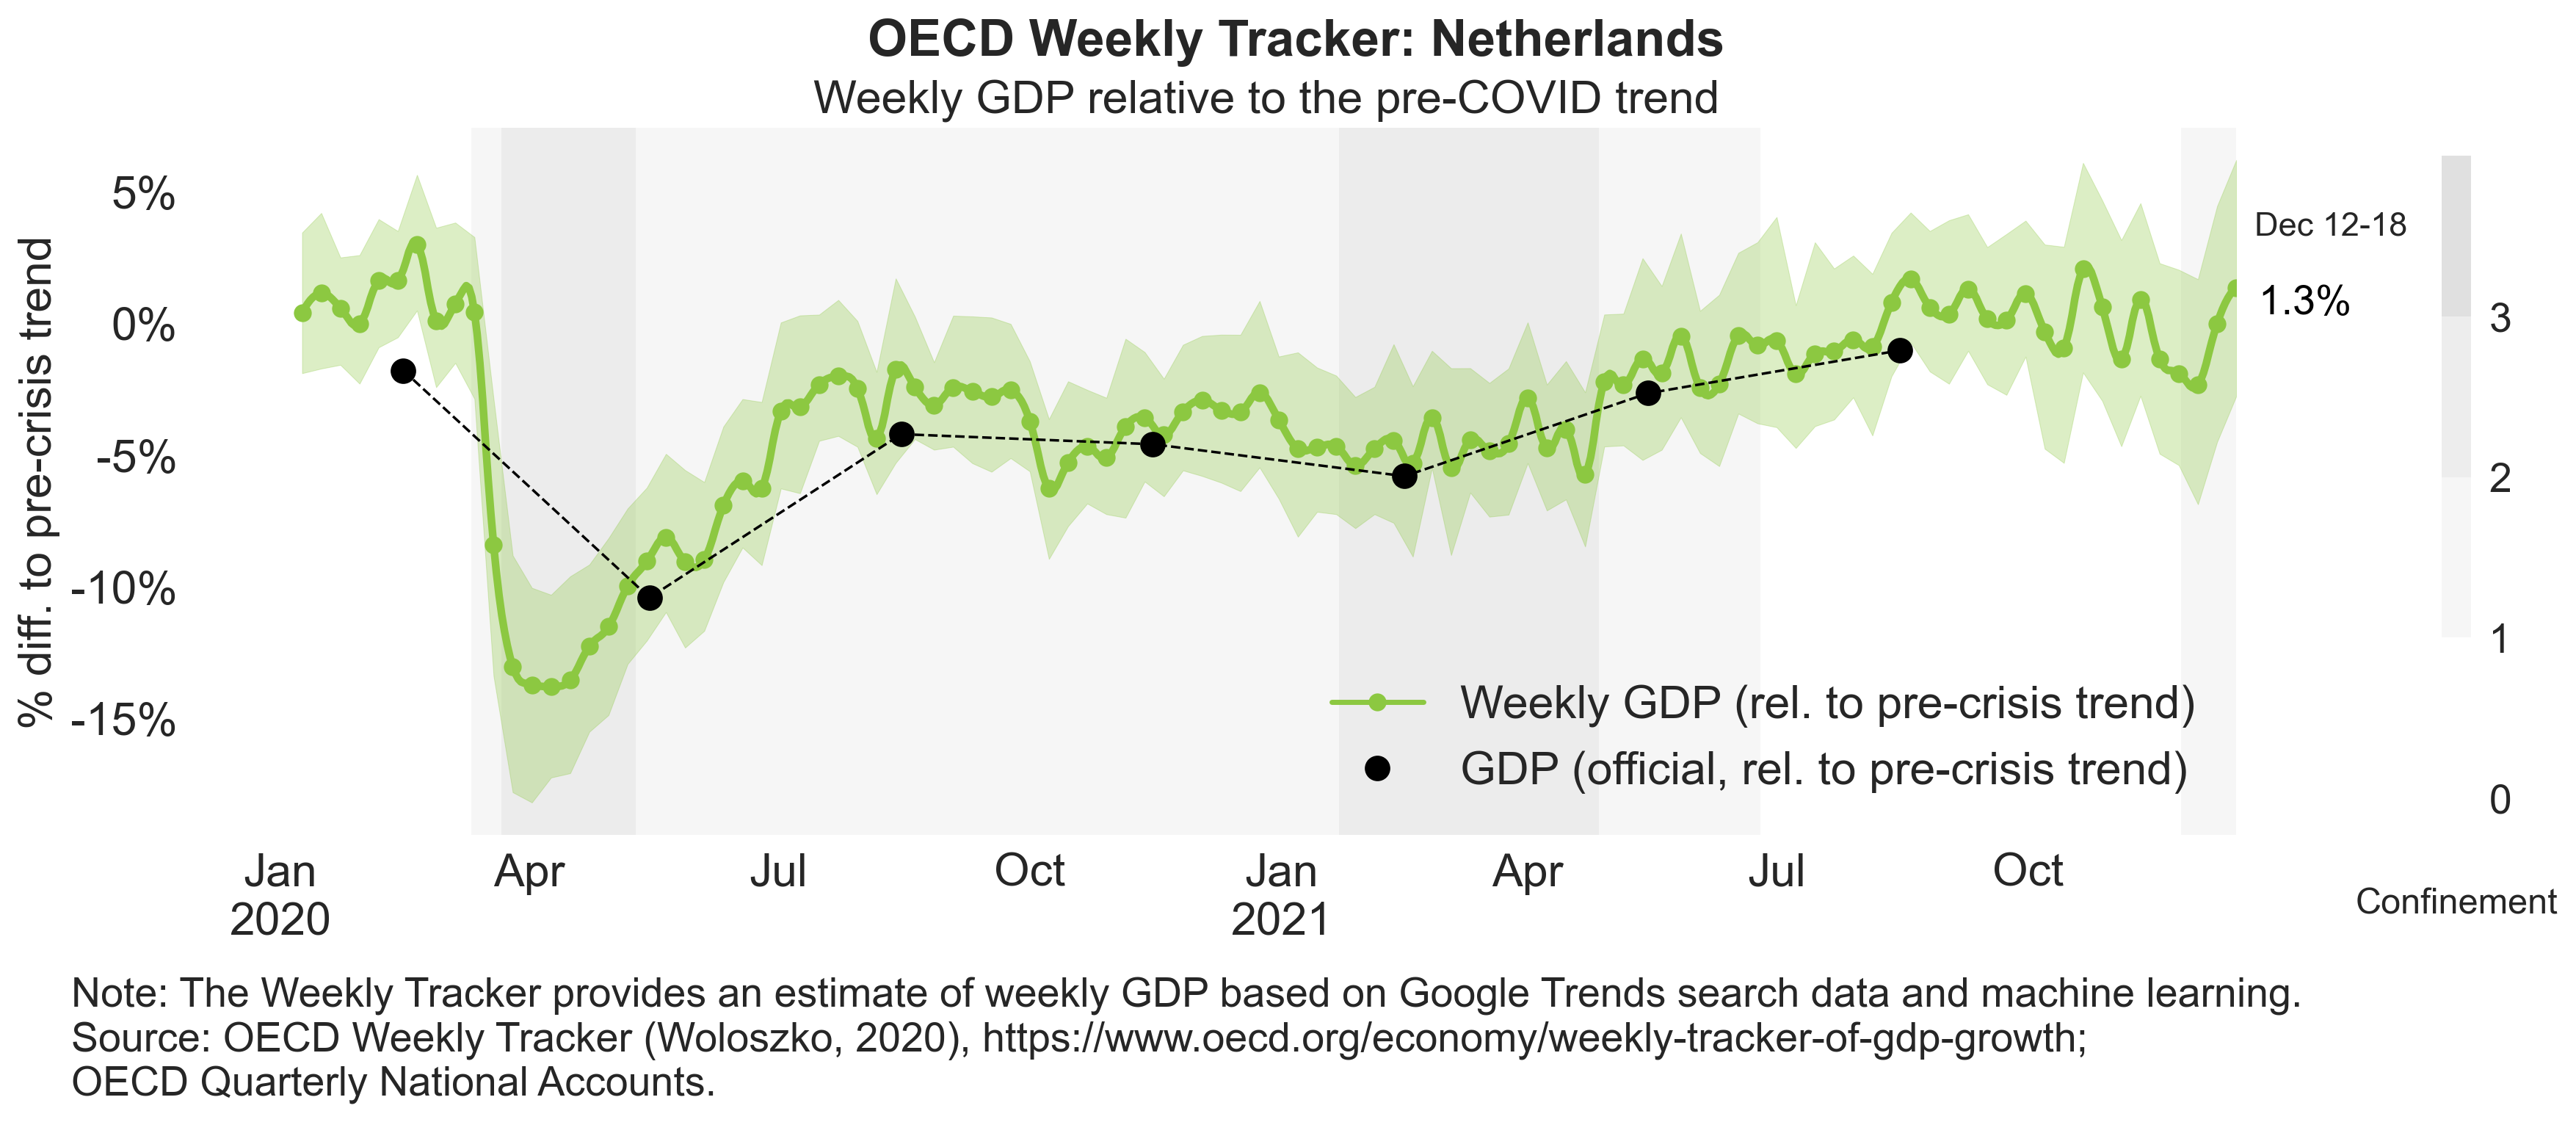 OECD Weekly Tracker: Netherlands
Weekly GDP relative to the pre-COVID trend
% diff. to pre-crisis trend
5%
0%
-5%
-10%
-15%
Dec 12-18
1.3%
3
2
1
0
Confinement
Weekly GDP (rel. to pre-crisis trend)
GDP (official, rel. to pre-crisis trend)
Jan Apr Jul Oct Jan Apr Jul Oct
2020 2021
Note: The Weekly Tracker provides an estimate of weekly GDP based on Google Trends search data and machine learning.
Source: OECD Weekly Tracker (Woloszko, 2020), https://www.oecd.org/economy/weekly-tracker-of-gdp-growth;
OECD Quarterly National Accounts.